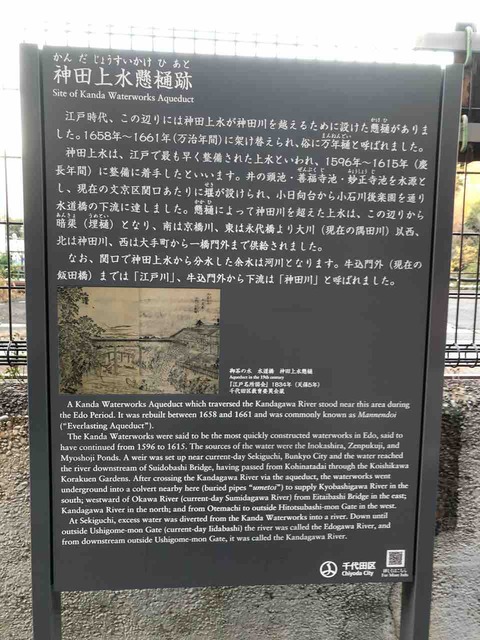 かん だ じょうすいかけ ひ あと
神田上水懸樋跡
Site of Kanda Waterworks Aqueduct
江戸時代、この辺りには神田上水が神田川を越えるために設けた懸樋がありま
した。1658年～1661年(万治年間)に架け替えられ、俗に万年樋と呼ばれました。
神田上水は、江戸で最も早く整備された上水といわれ、1596年～1615年(慶
長年間)に整備に着手したといいます。井の頭池・善福寺池・妙正寺池を水源と
し、現在の文京区関口あたりに堰が設けられ、小日向台から小石川後楽園を通り
水道橋の下流に達しました。懸樋によって神田川を超えた上水は、この辺りから
暗渠(埋樋)となり、南は京橋川、東は永代橋より大川(現在の隅田川)以西、
北は神田川、西は大手町から一橋門外まで供給されました。
なお、関口で神田上水から分水した余水は河川となります。牛込門外(現在の
飯田橋)までは「江戸川」、牛込門外から下流は「神田川」と呼ばれました。
御茶の水 水道橋 神田上水懸樋
Aqueduct in the 19th century
『江戸名所図会』1834年(天保5年)
千代田区教育委員会蔵
A Kanda Waterworks Aqueduct which traversed the Kandagawa River stood near this area during
the Edo Period. It was rebuilt between 1658 and 1661 and was commonly known as Mannendoi
("Everlasting Aqueduct").
The Kanda Waterworks were said to be the most quickly constructed waterworks in Edo, said to
have continued from 1596 to 1615. The sources of the water were the Inokashira, Zenpukuji, and
Myoshoji Ponds. A weir was set up near current-day Sekiguchi, Bunkyo City and the water reached
the river downstream of Suidobashi Bridge, having passed from Kohinatadai through the Koishikawa
Korakuen Gardens. After crossing the Kandagawa River via the aqueduct, the waterworks went
underground into a colvert nearby here (buried pipes "umetoi") to supply Kyobashigawa River in the
south; westward of Okawa River (current-day Sumidagawa River) from Eitaibashi Bridge in the east;
Kandagawa River in the north; and from Otemachi to outside Hitotsubashi-mon Gate in the west.
At Sekiguchi, excess water was diverted from the Kanda Waterworks into a river. Down until
outside Ushigome-mon Gate (current-day Iidabashi) the river was called the Edogawa River, and
from downstream outside Ushigome-mon Gate, it was called the Kandagawa River.
千代田区
Chiyoda City
For More Info